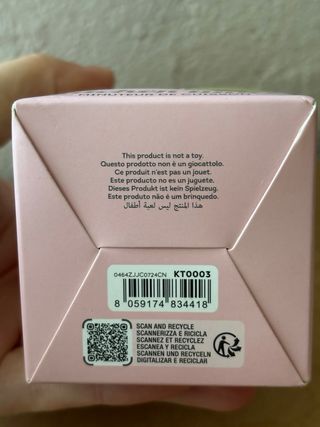 MINUTEUR DE CUISSON
This product is not a toy.
Questo prodotto non è un giocattolo.
Ce produit n'est pas un jouet.
Este producto no es un juguete.
Dieses Produkt ist kein Spielzeug.
Este produto não é um brinquedo.
هذا المنتج ليس لعبة أطفال
0464ZJJC0724CN KT0003
8 059174 834418
SCAN AND RECYCLE
SCANNERIZZA E RICICLA
SCANNEZ ET RECYCLEZ
ESCANEA Y RECICLA
SCANNEN UND RECYCELN
DIGITALIZAR E RECICLAR